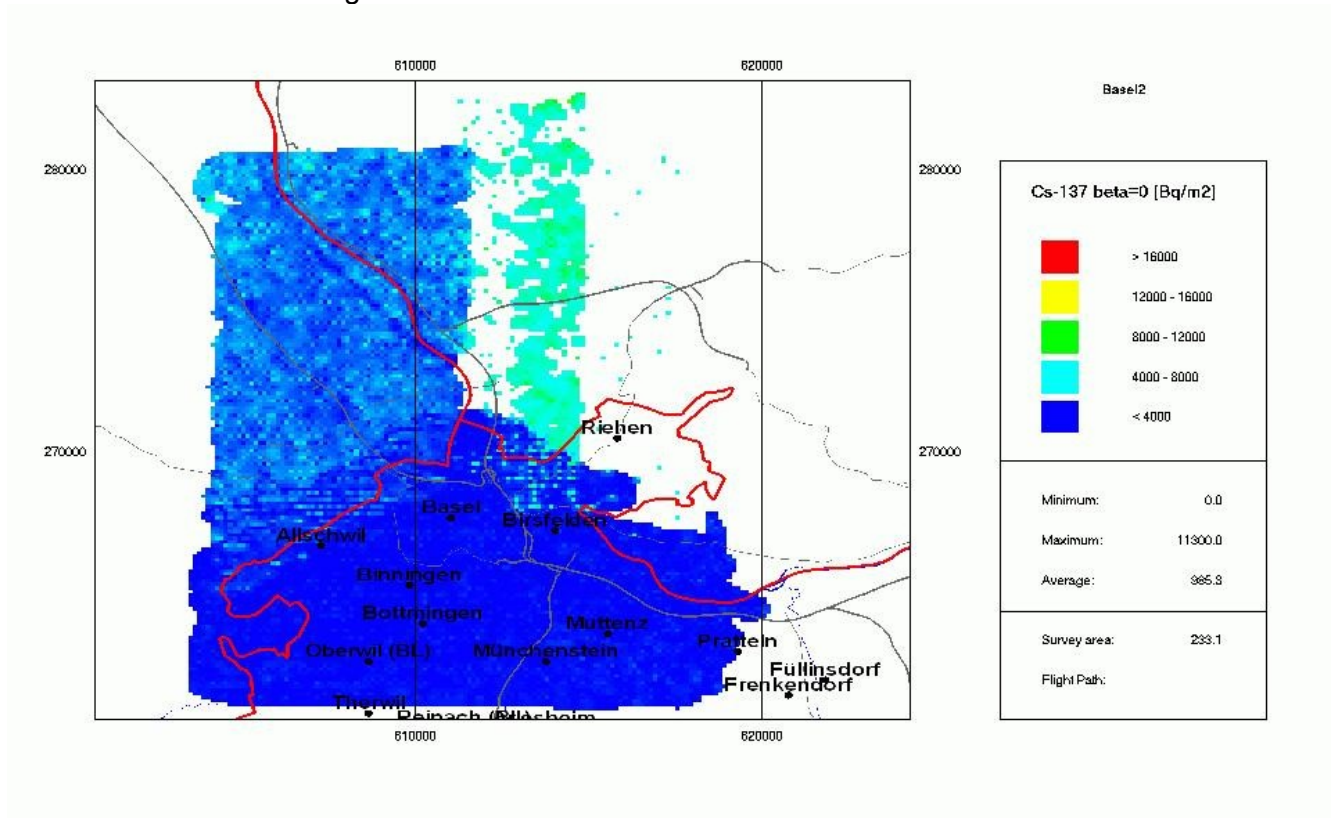 610000
620000
Basel2
280000
280000
Cs-137 beta=0 [Bq/m2]
> 16000
12000 - 16000
8000 - 12000
4000 - 8000
< 4000
Riehen
270000
270000
Basel
Birsfelden
Allschwil
Binningen
Bottmingen
Muttenz
Oberwil (BL)
Münchenstein
Pratteln
Füllinsdorf
Frenkendorf
Therwil
610000
620000
Minimum: 0.0
Maximum: 11300.0
Average:
Survey area: 233.1
Flight Path: